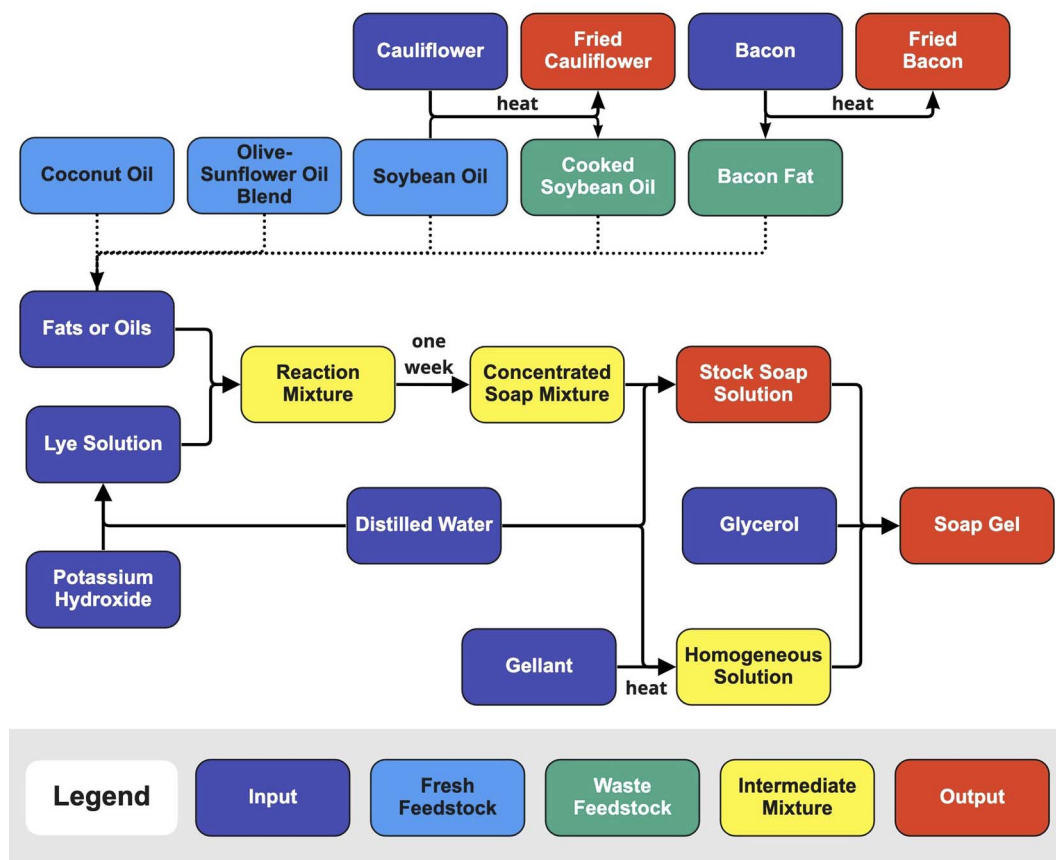 Cauliflower
Fried
Cauliflower
Bacon
Fried
Bacon
heat
heat
Coconut Oil
Olive-
Sunflower Oil
Blend
Soybean Oil
Cooked
Soybean Oil
Bacon Fat
Fats or Oils
Reaction
Mixture
one
week
Concentrated
Soap Mixture
Stock Soap
Solution
Lye Solution
Distilled Water
Glycerol
Soap Gel
Potassium
Hydroxide
Gellant
heat
Homogeneous
Solution
Legend
Input
Fresh
Feedstock
Waste
Feedstock
Intermediate
Mixture
Output